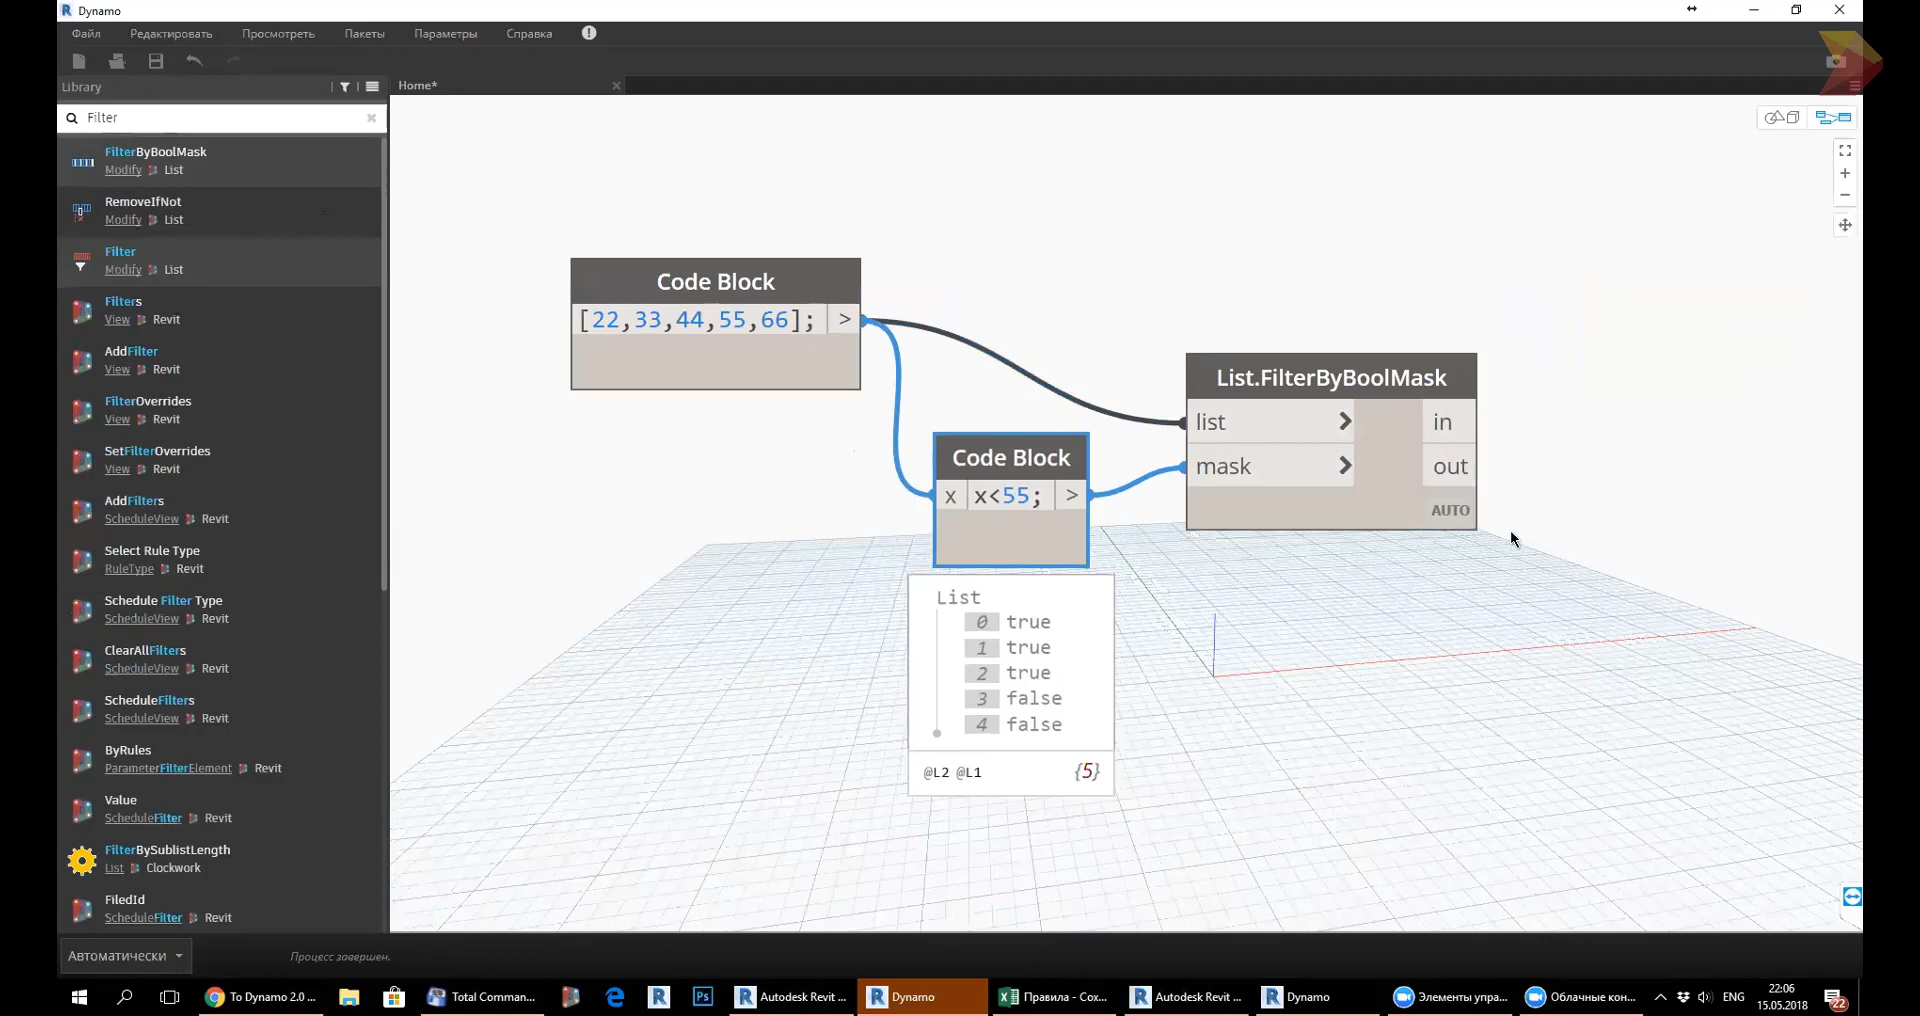 Dynamo
Файл Редактировать Просмотреть Пакеты Параметры Справка
Library
Home*
Filter
FilterByBoolMask
Modify List
RemoveIfNot
Modify List
Filter
Modify List
Filters
View Revit
AddFilter
View Revit
FilterOverrides
View Revit
SetFilterOverrides
View Revit
AddFilters
ScheduleView Revit
Select Rule Type
RuleType Revit
Schedule Filter Type
ScheduleView Revit
ClearAllFilters
ScheduleView Revit
ScheduleFilters
ScheduleView Revit
ByRules
ParameterFilterElement Revit
Value
ScheduleFilter Revit
FilterBySublistLength
List Clockwork
FiledId
ScheduleFilter Revit
Code Block
[22,33,44,55,66]; >
Code Block
x x<55; >
List
0 true
1 true
2 true
3 false
4 false
@L2 @L1 {5}
List.FilterByBoolMask
list in
mask out
AUTO
Автоматически
Процесс завершен.
To Dynamo 2.0 ...
Total Comman...
Ps
Autodesk Revit ...
Dynamo
Правила - Сох...
Autodesk Revit ...
Dynamo
Элементы упра...
Облачные кон...
ENG
22:06
15.05.2018
22